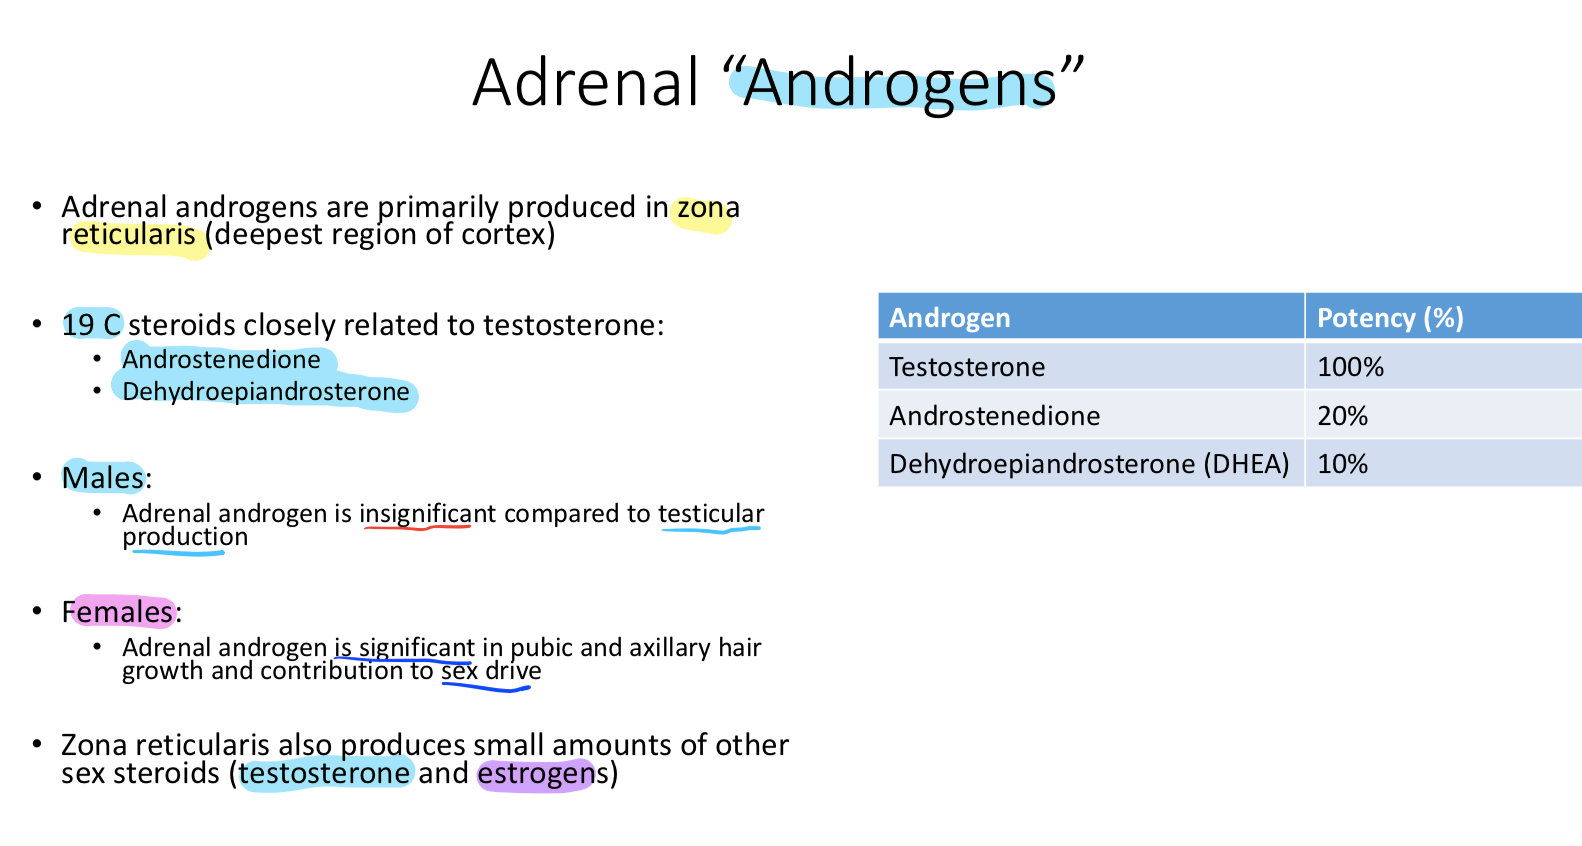 Adrenal “Androgens”
• Adrenal androgens are primarily produced in zona
reticularis (deepest region of cortex)
• 19 C steroids closely related to testosterone:
• Androstenedione
• Dehydroepiandrosterone
• Males:
• Adrenal androgen is insignificant compared to testicular
production
• Females:
• Adrenal androgen is significant in pubic and axillary hair
growth and contribution to sex drive
• Zona reticularis also produces small amounts of other
sex steroids (testosterone and estrogens)
Androgen Potency (%)
Testosterone 100%
Androstenedione 20%
Dehydroepiandrosterone (DHEA) 10%